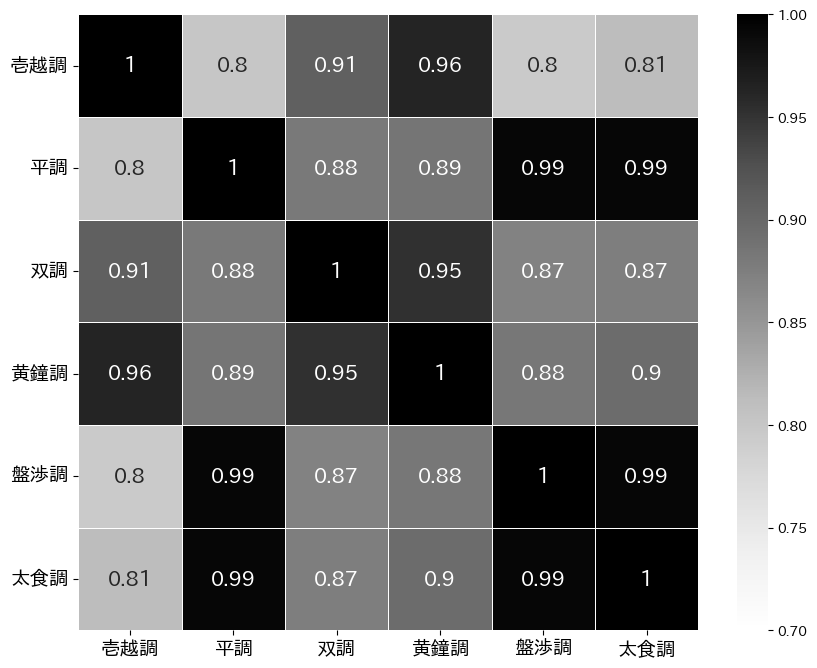 壱越調 1 0.8 0.91 0.96 0.8 0.81
平調 0.8 1 0.88 0.89 0.99 0.99
双調 0.91 0.88 1 0.95 0.87 0.87
黄鐘調 0.96 0.89 0.95 1 0.88 0.9
盤渉調 0.8 0.99 0.87 0.88 1 0.99
太食調 0.81 0.99 0.87 0.9 0.99 1
壱越調 平調 双調 黄鐘調 盤渉調 太食調
1.00
0.95
0.90
0.85
0.80
0.75
0.70